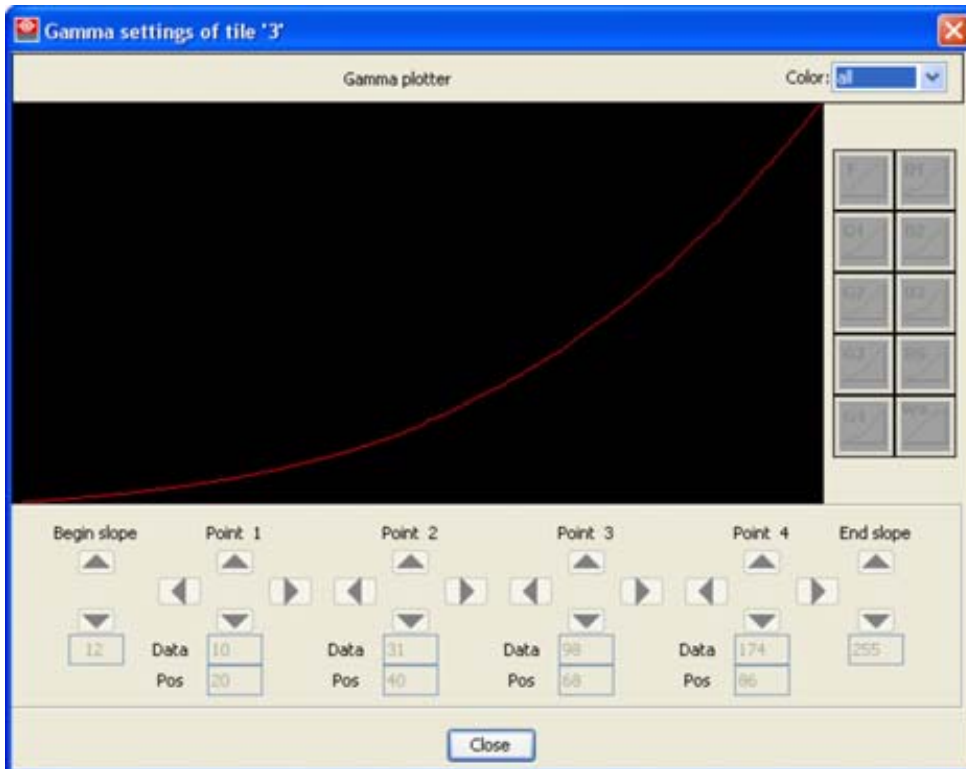 Gamma settings of tile '3'
Gamma plotter
Color: all
Begin slope Point 1 Point 2 Point 3 Point 4 End slope
12 Data 10 Data 31 Data 98 Data 174 255
Pos 20 Pos 40 Pos 68 Pos 86
Close